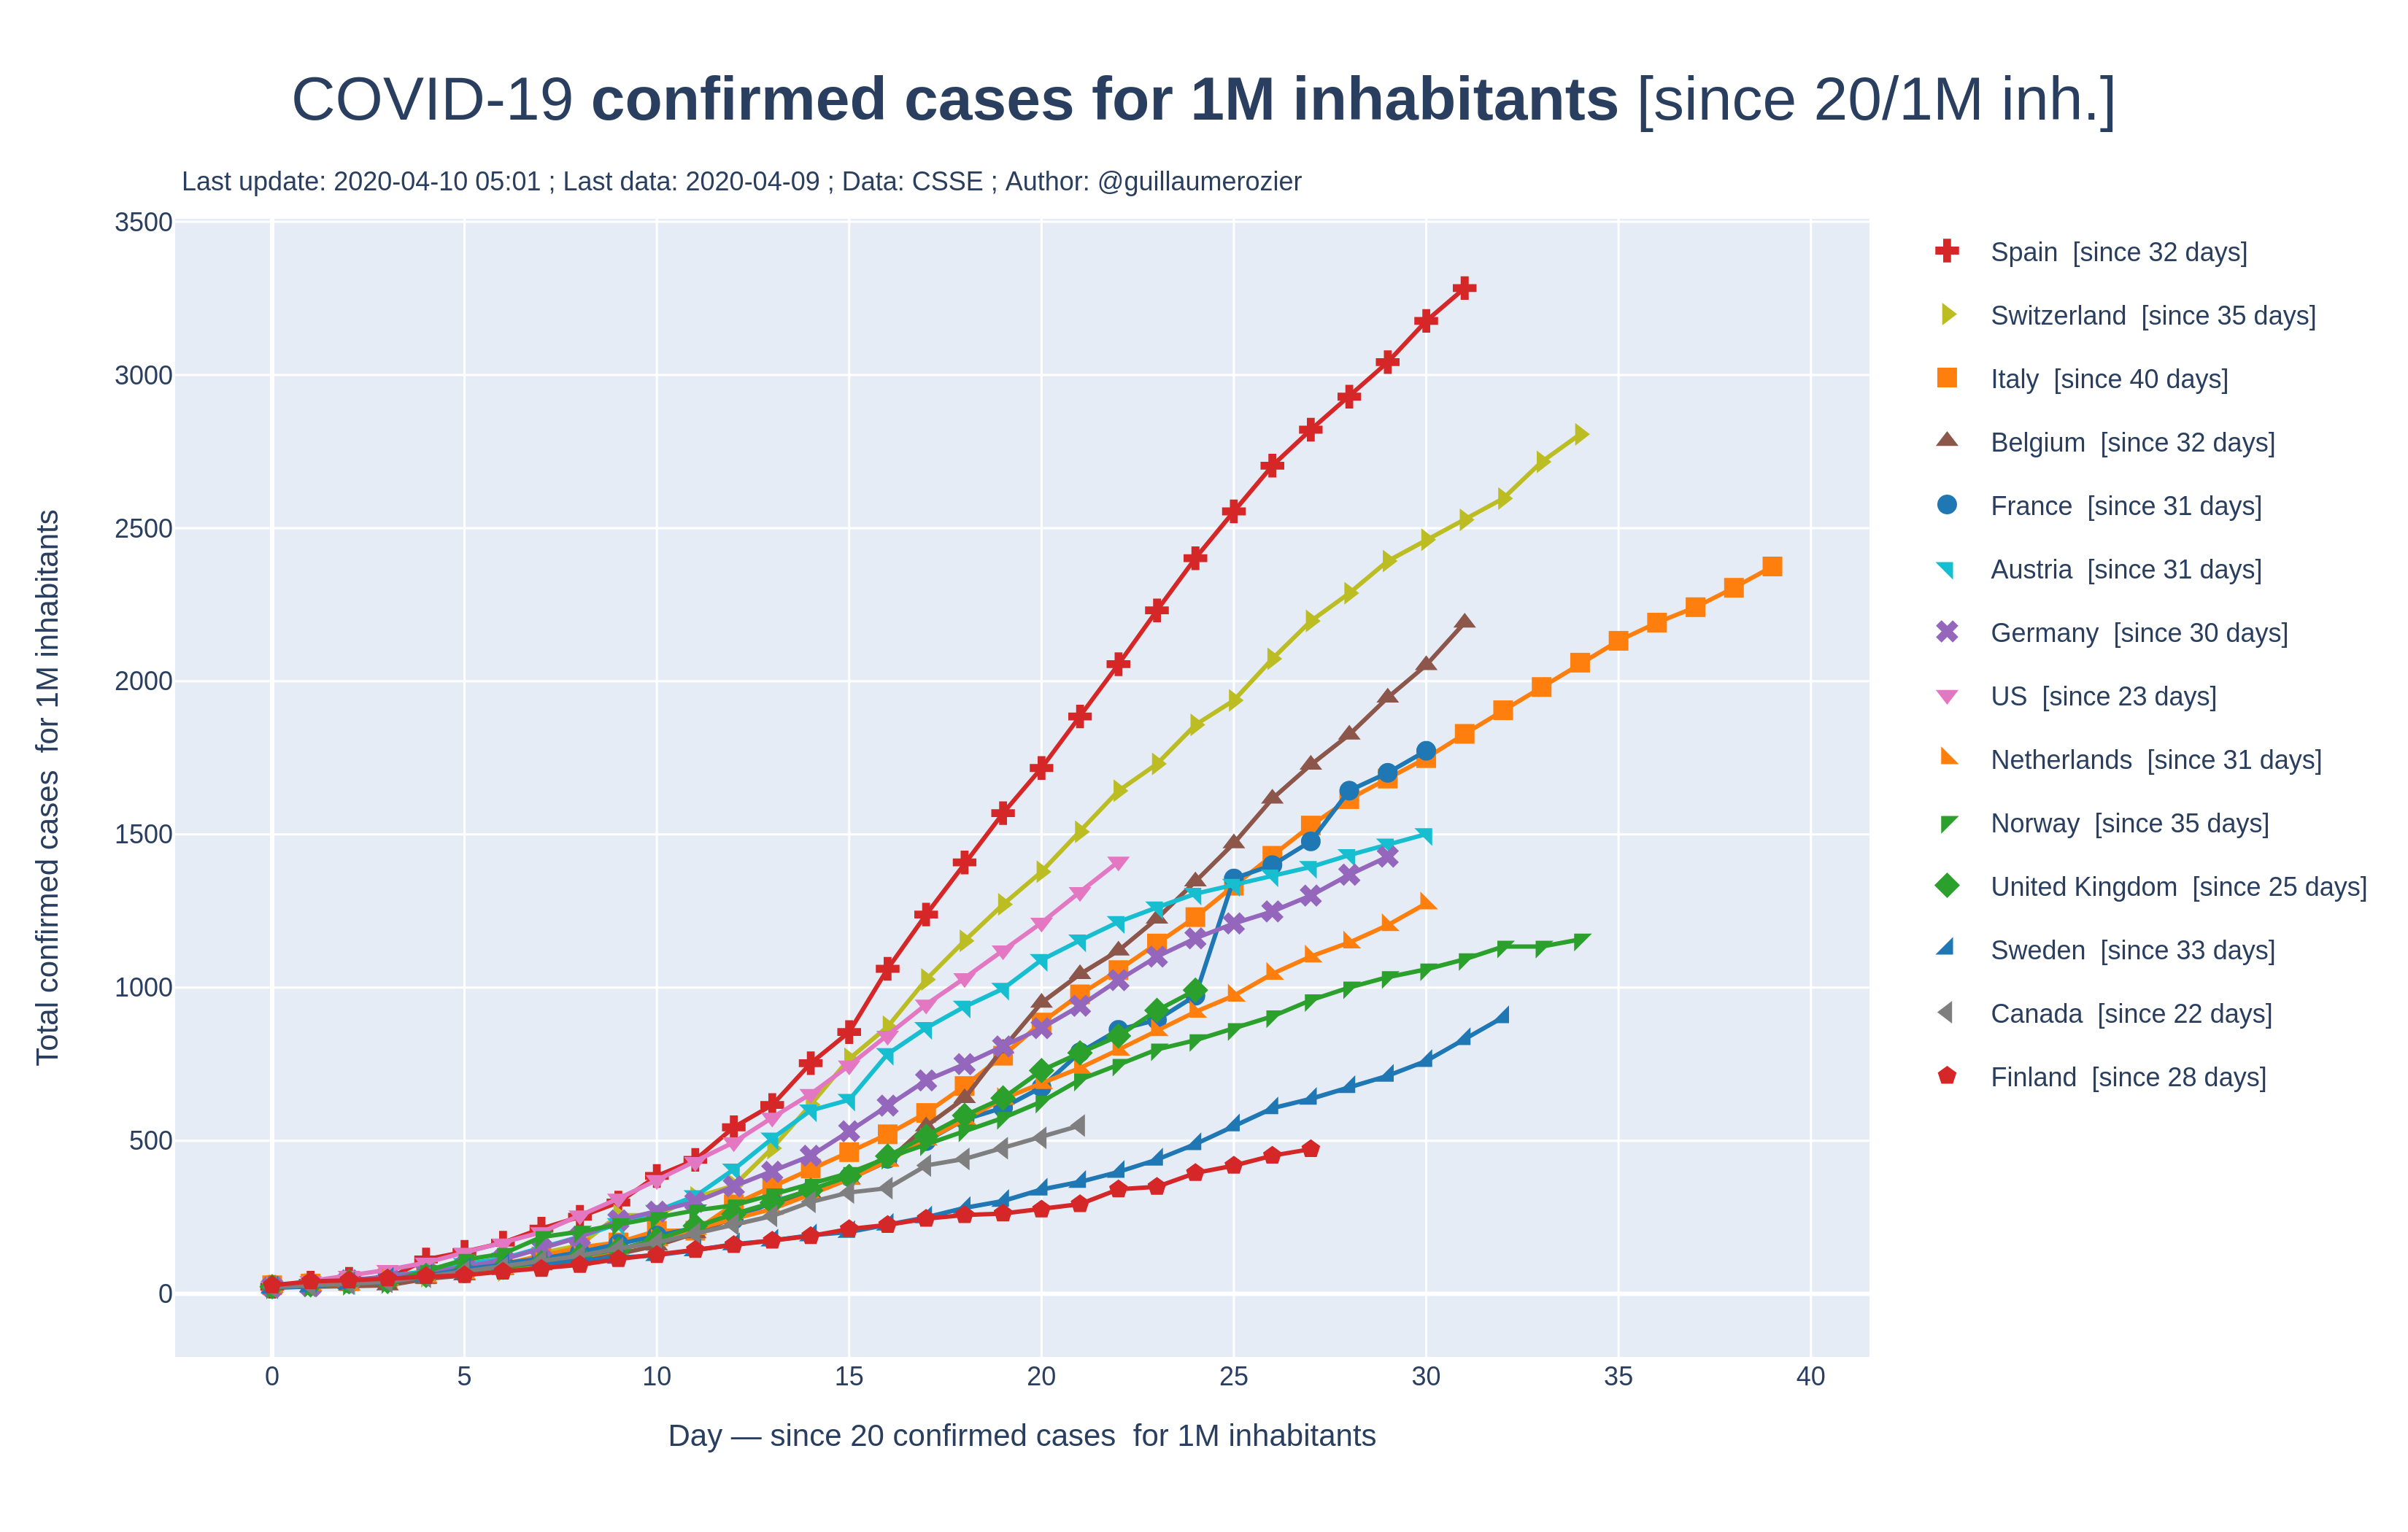 COVID-19 confirmed cases for 1M inhabitants [since 20/1M inh.]
Last update: 2020-04-10 05:01 ; Last data: 2020-04-09 ; Data: CSSE ; Author: @guillaumerozier
Total confirmed cases for 1M inhabitants
3500
3000
2500
2000
1500
1000
500
0
0 5 10 15 20 25 30 35 40
Day — since 20 confirmed cases for 1M inhabitants
Spain [since 32 days]
Switzerland [since 35 days]
Italy [since 40 days]
Belgium [since 32 days]
France [since 31 days]
Austria [since 31 days]
Germany [since 30 days]
US [since 23 days]
Netherlands [since 31 days]
Norway [since 35 days]
United Kingdom [since 25 days]
Sweden [since 33 days]
Canada [since 22 days]
Finland [since 28 days]